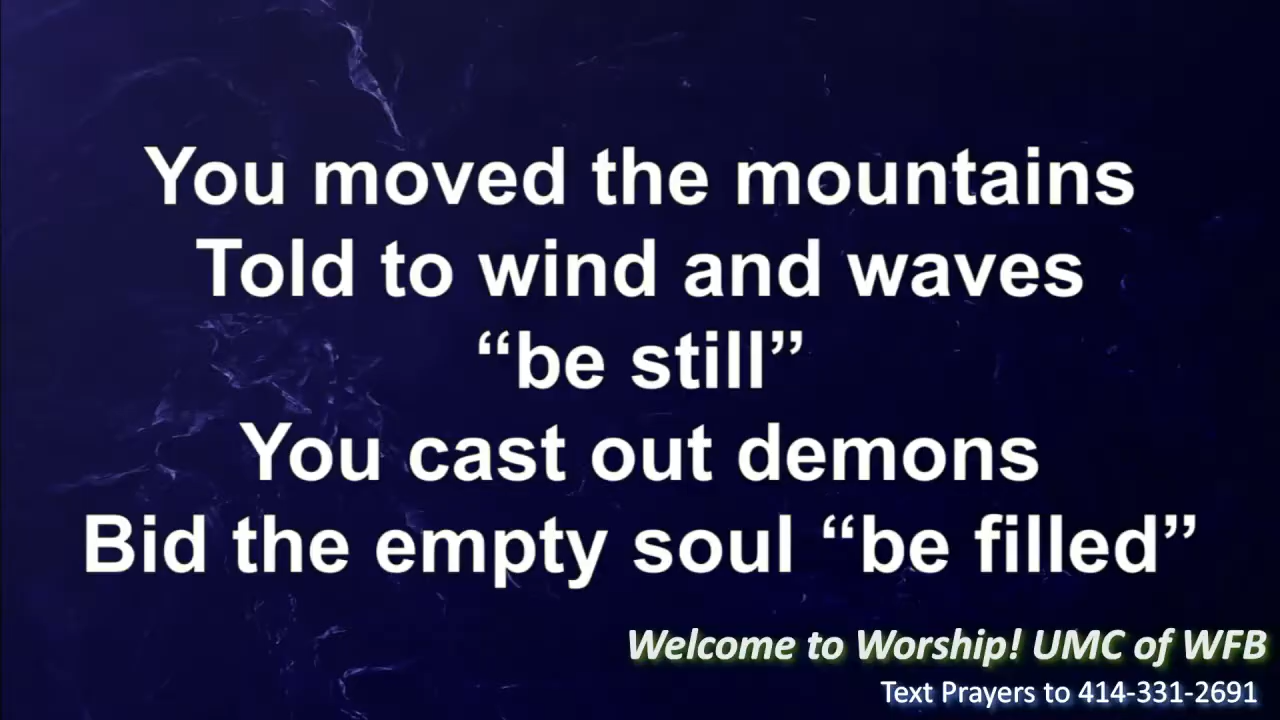 You moved the mountains
Told to wind and waves
“be still”
You cast out demons
Bid the empty soul “be filled”
Welcome to Worship! UMC of WFB
Text Prayers to 414-331-2691